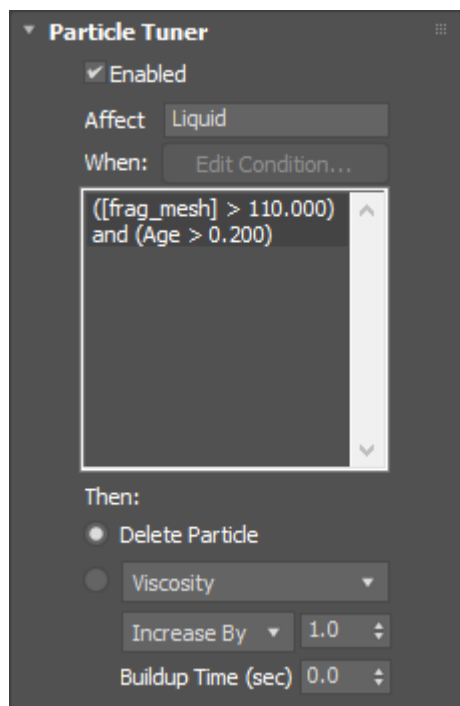 Particle Tuner
Enabled
Affect Liquid
When: Edit Condition...
([frag_mesh] > 110.000)
and (Age > 0.200)
Then:
Delete Particle
Viscosity
Increase By 1.0
Buildup Time (sec) 0.0